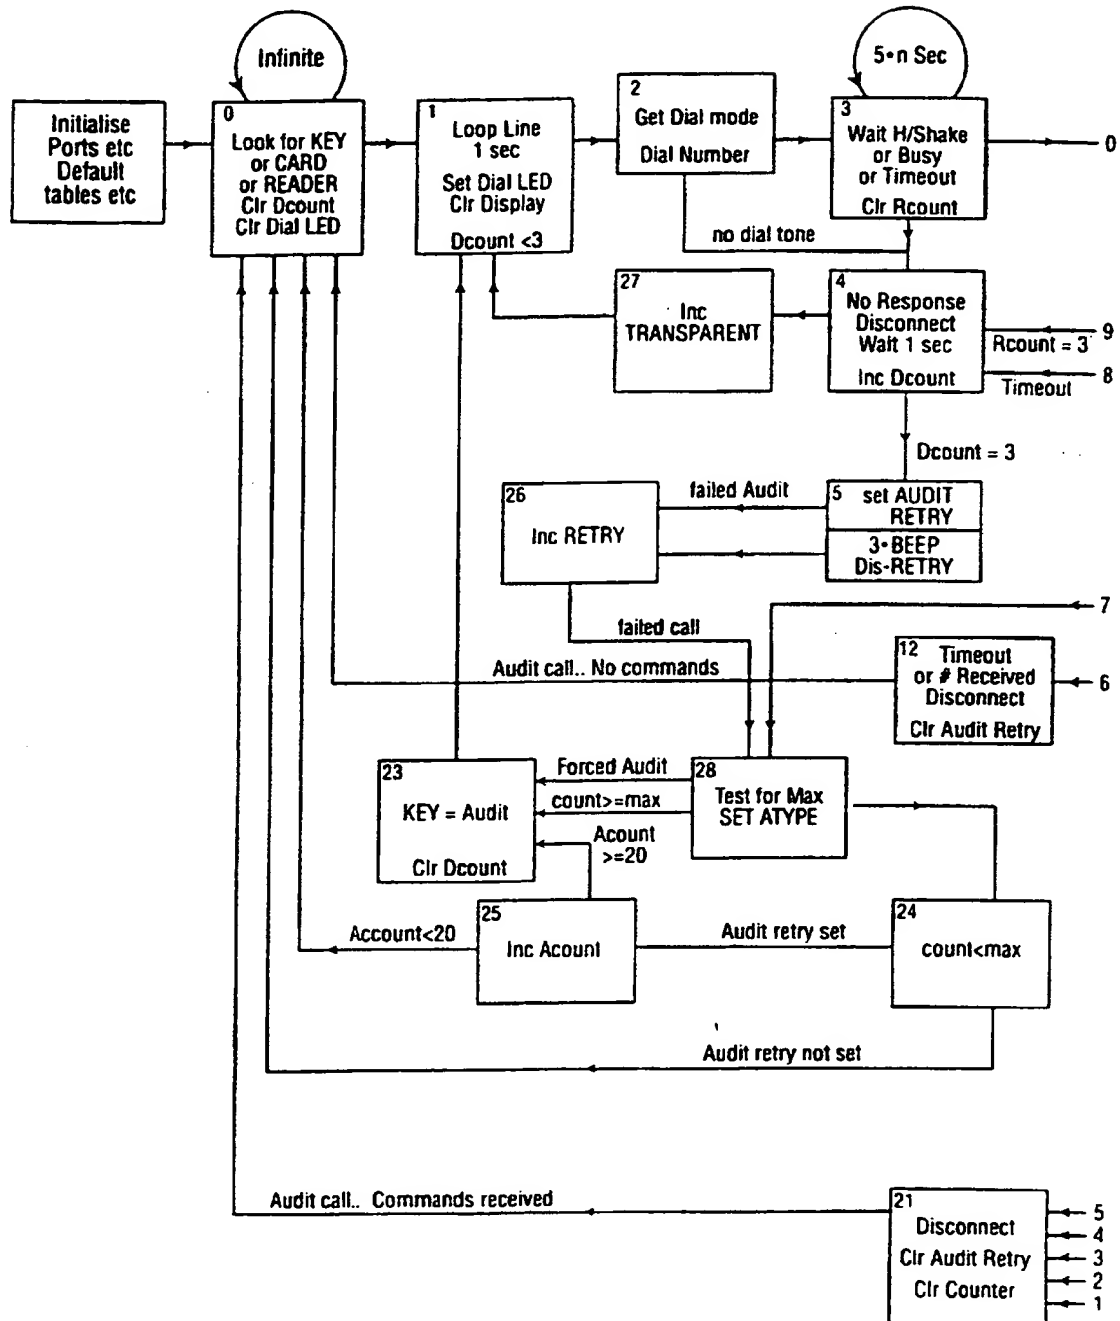 Infinite
5•n Sec
Initialise
Ports etc
Default
tables etc
0
Look for KEY
or CARD
or READER
Clr Dcount
Clr Dial LED
1
Loop Line
1 sec
Set Dial LED
Clr Display
Dcount <3
2
Get Dial mode
Dial Number
3
Wait H/Shake
or Busy
or Timeout
Clr Rcount
0
no dial tone
27
Inc
TRANSPARENT
4
No Response
Disconnect
Wait 1 sec
Inc Dcount
9
Rcount = 3
8
Timeout
Dcount = 3
26
Inc RETRY
failed Audit
5
set AUDIT
RETRY
3•BEEP
Dis-RETRY
7
failed call
Audit call.. No commands
12
Timeout
or # Received
Disconnect
Clr Audit Retry
6
23
KEY = Audit
Clr Dcount
Forced Audit
count>=max
Acount
>=20
28
Test for Max
SET ATYPE
25
Inc Acount
Account<20
Audit retry set
24
count<max
Audit retry not set
Audit call.. Commands received
21
Disconnect
Clr Audit Retry
Clr Counter
5
4
3
2
1